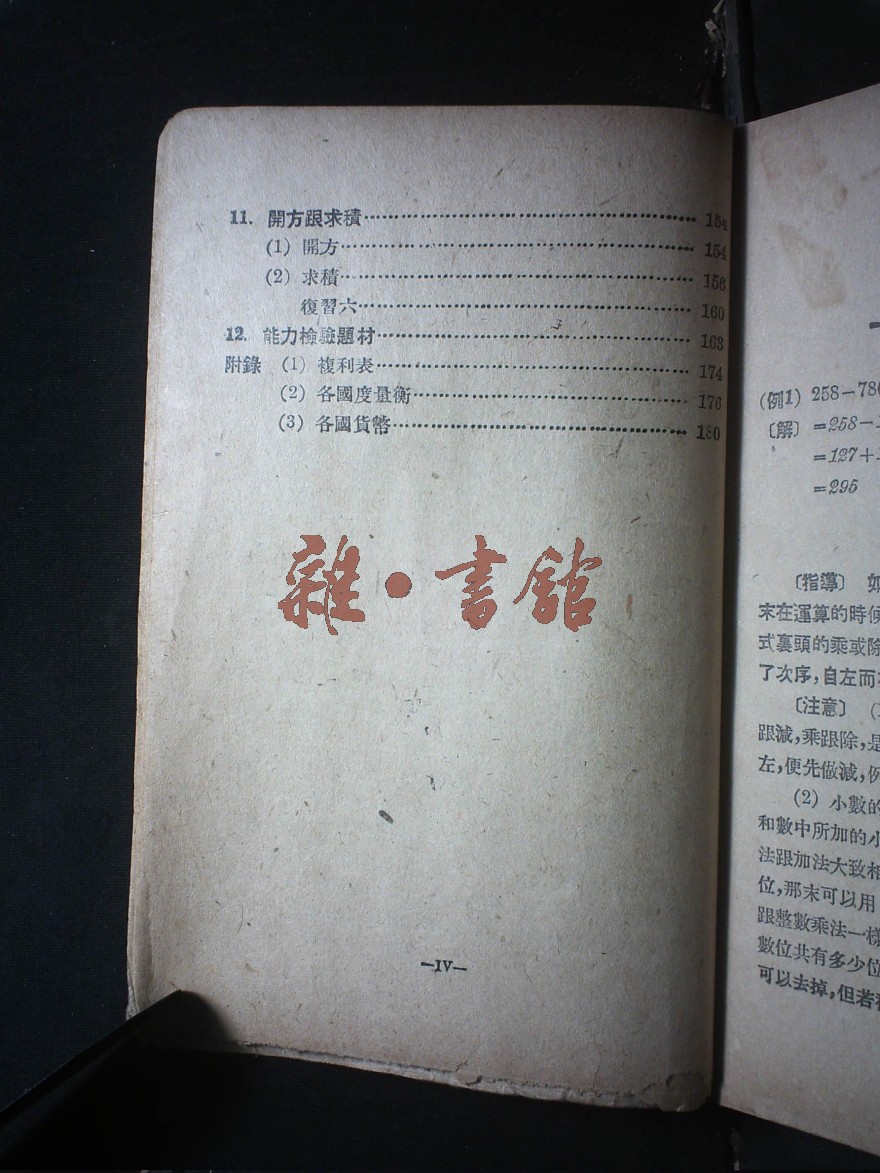 11. 開方跟求積 154
(1) 開方 154
(2) 求積 156
復習六 160
12. 能力檢驗題材 163
附錄 (1) 複利表 174
(2) 各國度量衡 176
(3) 各國貨幣 180
雜·書館
—IV—
(例1) 258-78
〔解〕 =258-
=127+
=295
〔指導〕 如
末在運算的時候
式裏頭的乘或除
了次序,自左而
〔注意〕 (
跟減,乘跟除,是
左,便先做減,例
(2) 小數的
和數中所加的小
法跟加法大致相
位,那末可以用
跟整數乘法一樣
數位共有多少位
可以去掉,但若